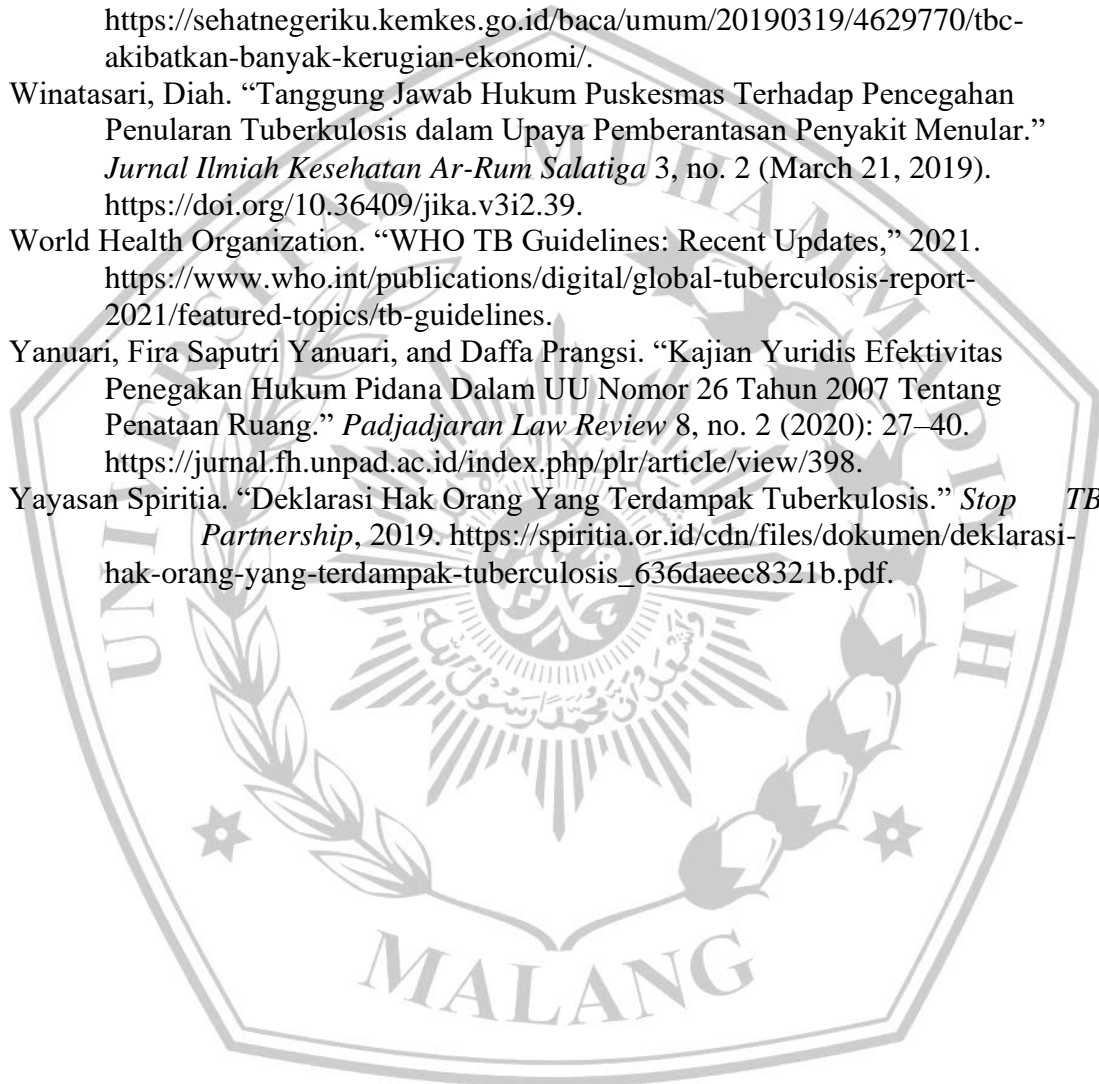 https://sehatnegeriku.kemkes.go.id/baca/umum/20190319/4629770/tbc-
akibatkan-banyak-kerugian-ekonomi/.
Winatasari, Diah. “Tanggung Jawab Hukum Puskesmas Terhadap Pencegahan
Penularan Tuberkulosis dalam Upaya Pemberantasan Penyakit Menular.”
Jurnal Ilmiah Kesehatan Ar-Rum Salatiga 3, no. 2 (March 21, 2019).
https://doi.org/10.36409/jika.v3i2.39.
World Health Organization. “WHO TB Guidelines: Recent Updates,” 2021.
https://www.who.int/publications/digital/global-tuberculosis-report-
2021/featured-topics/tb-guidelines.
Yanuari, Fira Saputri Yanuari, and Daffa Prangsi. “Kajian Yuridis Efektivitas
Penegakan Hukum Pidana Dalam UU Nomor 26 Tahun 2007 Tentang
Penataan Ruang.” Padjadjaran Law Review 8, no. 2 (2020): 27–40.
https://jurnal.fh.unpad.ac.id/index.php/plr/article/view/398.
Yayasan Spiritia. “Deklarasi Hak Orang Yang Terdampak Tuberkulosis.” Stop TB
Partnership, 2019. https://spiritia.or.id/cdn/files/dokumen/deklarasi-
hak-orang-yang-terdampak-tuberculosis_636daeec8321b.pdf.
UNIVERSITAS MUHAMMADIYAH
MALANG